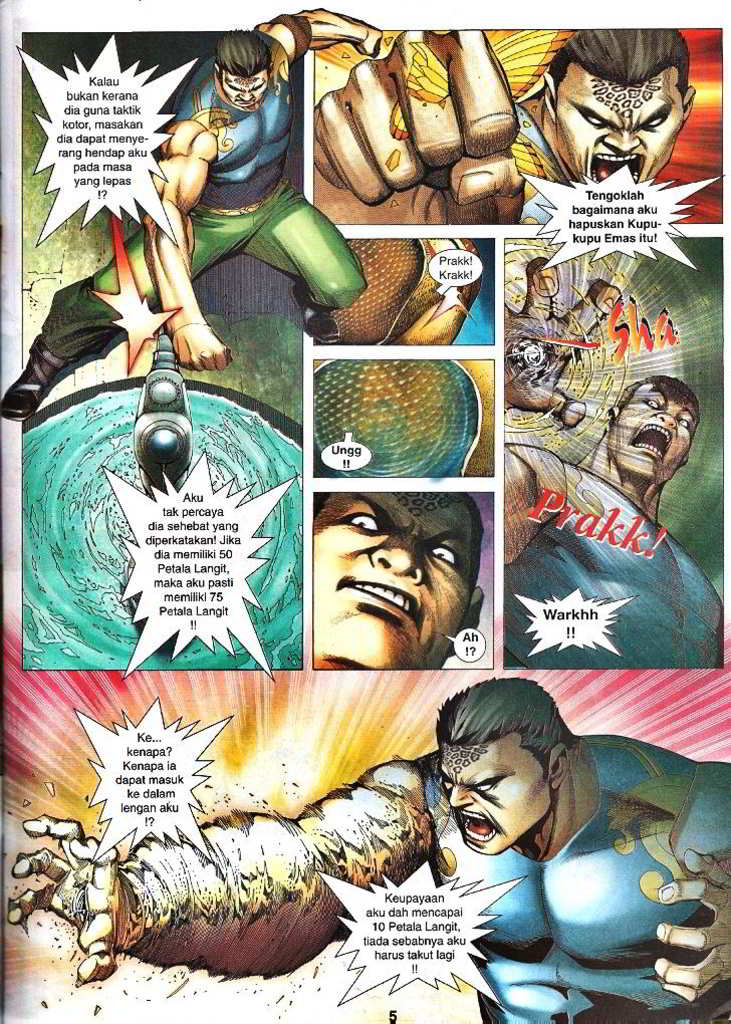 Kalau
bukan kerana
dia guna taktik
kotor, masakan
dia dapat menye-
rang hendap aku
pada masa
yang lepas
!?
Tengoklah
bagaimana aku
hapuskan Kupu-
kupu Emas itu!
Aku
tak percaya
dia sehebat yang
diperkatakan! Jika
dia memiliki 50
Petala Langit,
maka aku pasti
memiliki 75
Petala Langit
!!
Prakk!
Krakk!
Ungg
!!
Ah
!?
Sha
Prakk!
Warkhh
!!
Ke...
kenapa?
Kenapa ia
dapat masuk
ke dalam
lengan aku
!?
Keupayaan
aku dah mencapai
10 Petala Langit,
tiada sebabnya aku
harus takut lagi
!!
5